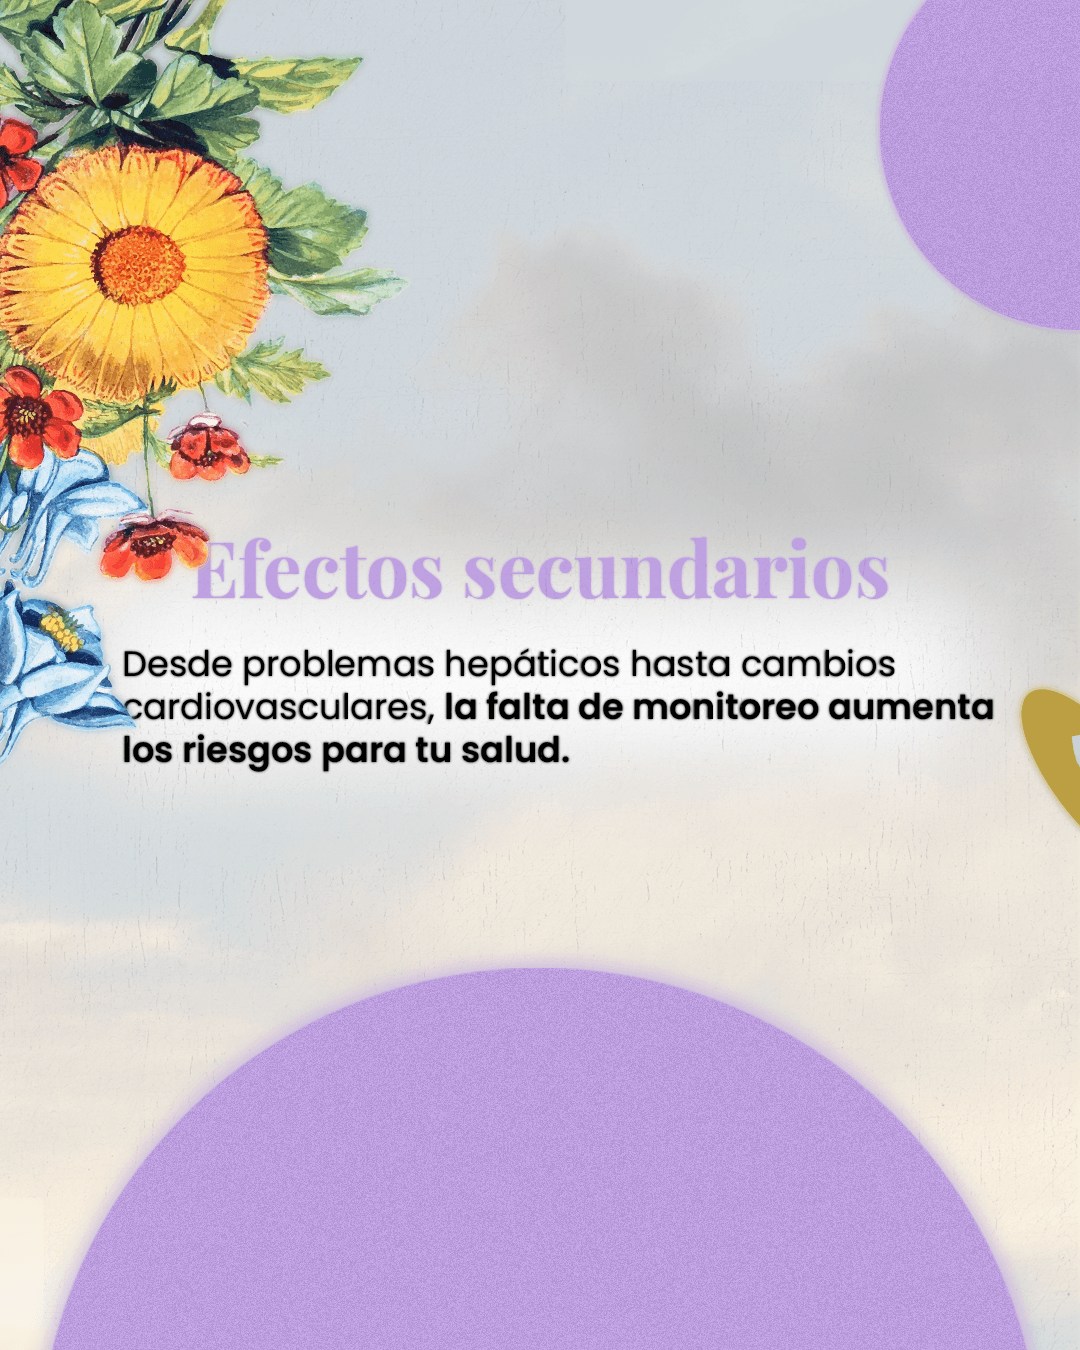 Efectos secundarios
Desde problemas hepáticos hasta cambios
cardiovasculares, la falta de monitoreo aumenta
los riesgos para tu salud.